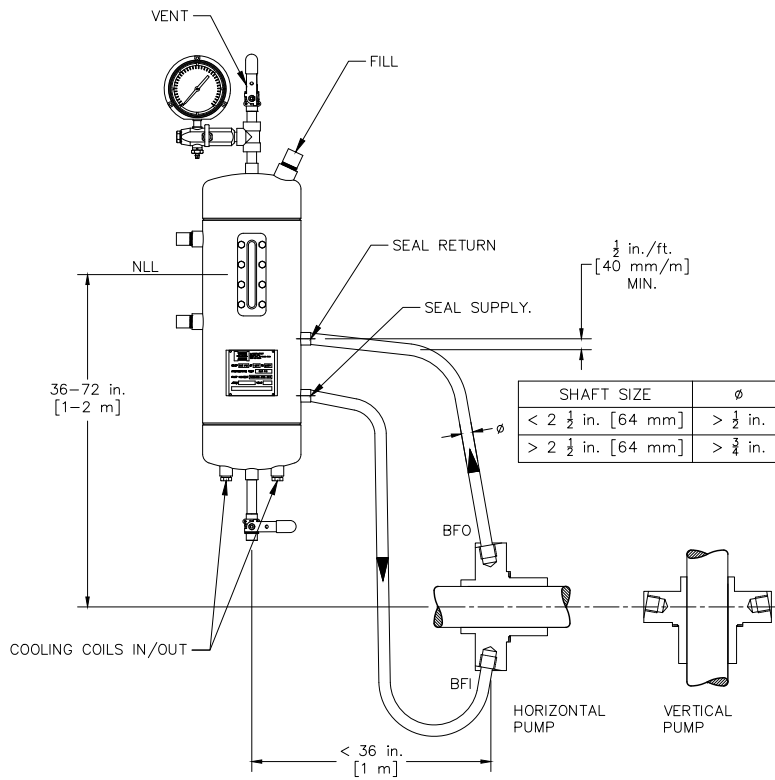 VENT
FILL
SEAL RETURN
1/2 in./ft.
[40 mm/m]
MIN.
NLL
SEAL SUPPLY.
36-72 in.
[1-2 m]
SHAFT SIZE ø
< 2 1/2 in. [64 mm] > 1/2 in.
> 2 1/2 in. [64 mm] > 3/4 in.
ø
BFO
COOLING COILS IN/OUT
BFI
HORIZONTAL
PUMP
VERTICAL
PUMP
< 36 in.
[1 m]